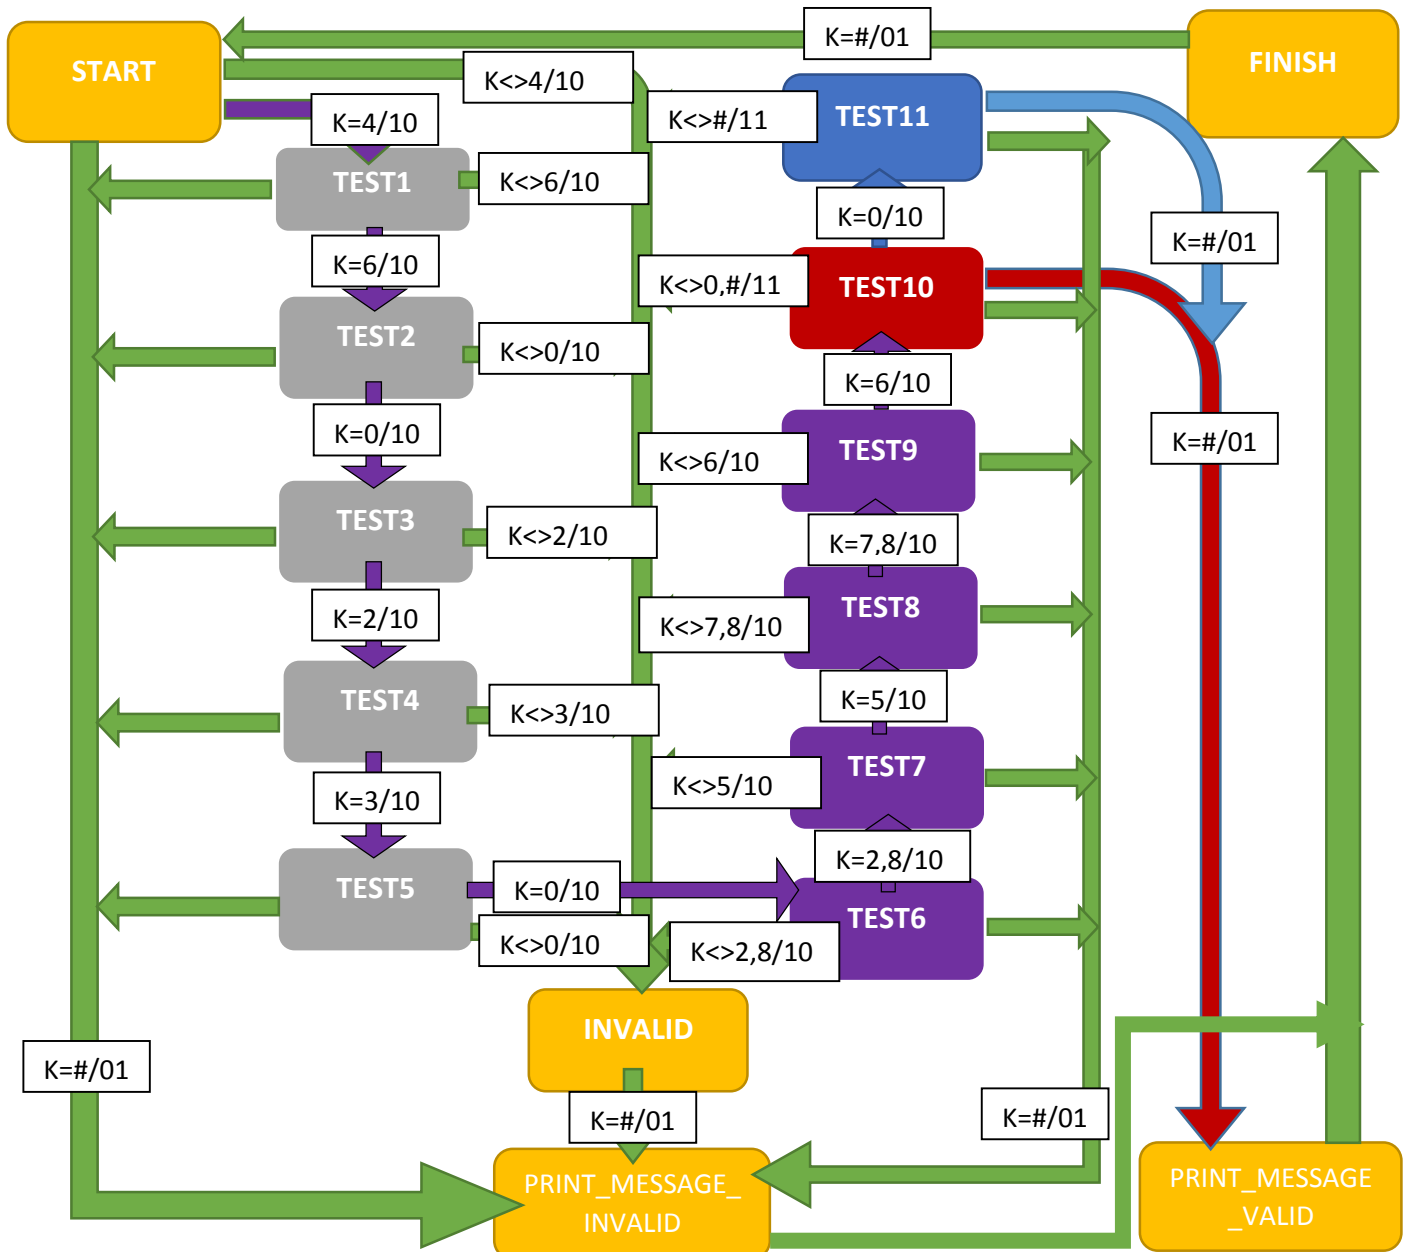 K=#/01
START
FINISH
K<>4/10
K<>#/11
TEST11
K=4/10
TEST1
K<>6/10
K=0/10
K=#/01
K=6/10
K<>0,#/11
TEST10
TEST2
K<>0/10
K=6/10
K=0/10
K<>6/10
TEST9
K=#/01
TEST3
K<>2/10
K=7,8/10
K=2/10
K<>7,8/10
TEST8
TEST4
K<>3/10
K=5/10
K=3/10
K<>5/10
TEST7
K=2,8/10
TEST5
K=0/10
K<>0/10
K<>2,8/10
TEST6
INVALID
K=#/01
K=#/01
K=#/01
PRINT_MESSAGE_
INVALID
PRINT_MESSAGE
_VALID